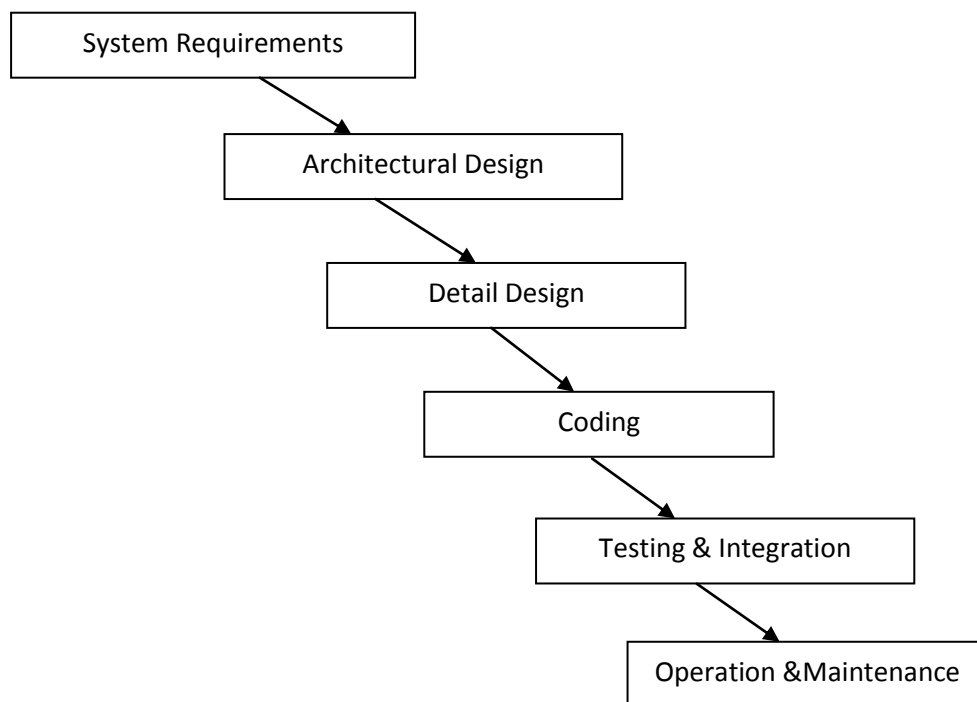 System Requirements
Architectural Design
Detail Design
Coding
Testing & Integration
Operation &Maintenance